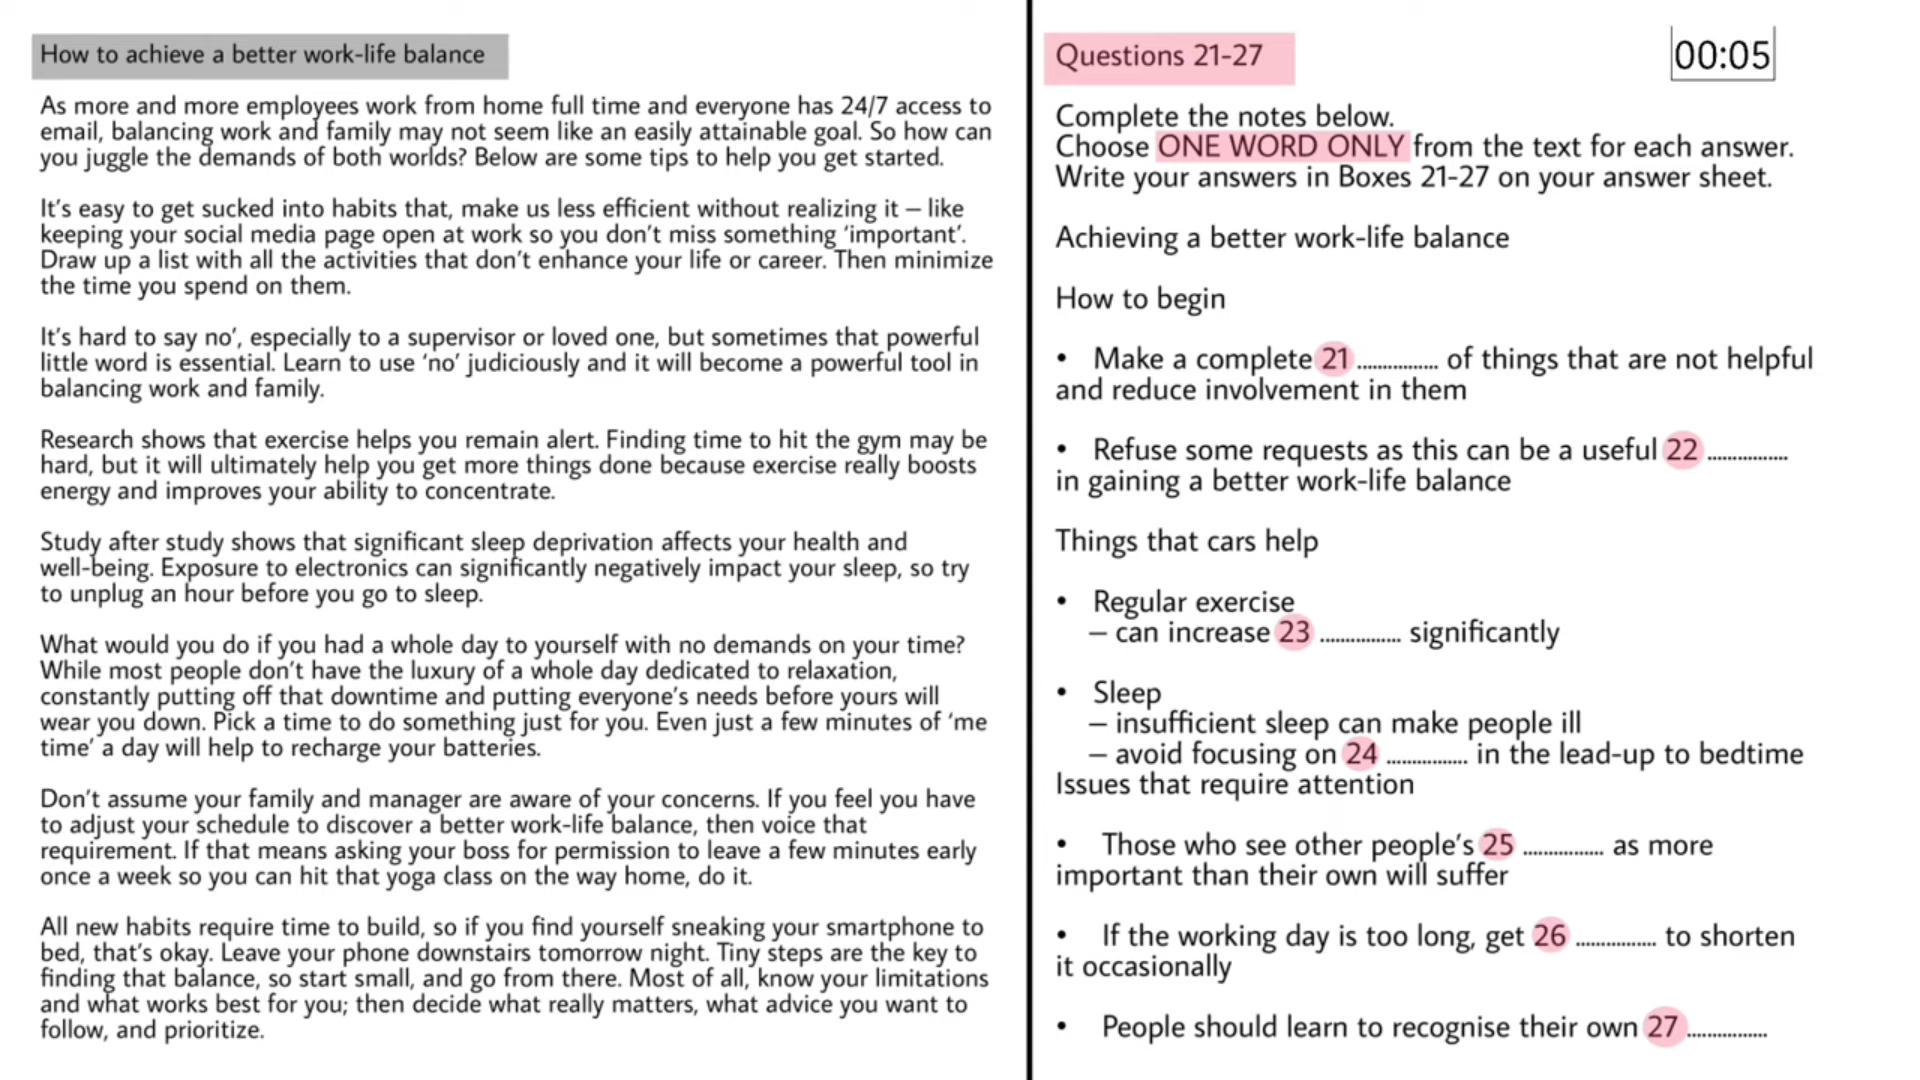 How to achieve a better work-life balance
As more and more employees work from home full time and everyone has 24/7 access to
email, balancing work and family may not seem like an easily attainable goal. So how can
you juggle the demands of both worlds? Below are some tips to help you get started.
It's easy to get sucked into habits that, make us less efficient without realizing it – like
keeping your social media page open at work so you don't miss something 'important'.
Draw up a list with all the activities that don't enhance your life or career. Then minimize
the time you spend on them.
It's hard to say no', especially to a supervisor or loved one, but sometimes that powerful
little word is essential. Learn to use 'no' judiciously and it will become a powerful tool in
balancing work and family.
Research shows that exercise helps you remain alert. Finding time to hit the gym may be
hard, but it will ultimately help you get more things done because exercise really boosts
energy and improves your ability to concentrate.
Study after study shows that significant sleep deprivation affects your health and
well-being. Exposure to electronics can significantly negatively impact your sleep, so try
to unplug an hour before you go to sleep.
What would you do if you had a whole day to yourself with no demands on your time?
While most people don't have the luxury of a whole day dedicated to relaxation,
constantly putting off that downtime and putting everyone's needs before yours will
wear you down. Pick a time to do something just for you. Even just a few minutes of 'me
time' a day will help to recharge your batteries.
Don't assume your family and manager are aware of your concerns. If you feel you have
to adjust your schedule to discover a better work-life balance, then voice that
requirement. If that means asking your boss for permission to leave a few minutes early
once a week so you can hit that yoga class on the way home, do it.
All new habits require time to build, so if you find yourself sneaking your smartphone to
bed, that's okay. Leave your phone downstairs tomorrow night. Tiny steps are the key to
finding that balance, so start small, and go from there. Most of all, know your limitations
and what works best for you; then decide what really matters, what advice you want to
follow, and prioritize.
Questions 21-27
00:05
Complete the notes below.
Choose ONE WORD ONLY from the text for each answer.
Write your answers in Boxes 21-27 on your answer sheet.
Achieving a better work-life balance
How to begin
• Make a complete 21 ................ of things that are not helpful
and reduce involvement in them
• Refuse some requests as this can be a useful 22 ................
in gaining a better work-life balance
Things that cars help
• Regular exercise
– can increase 23 ................ significantly
• Sleep
– insufficient sleep can make people ill
– avoid focusing on 24 ................ in the lead-up to bedtime
Issues that require attention
• Those who see other people's 25 ................ as more
important than their own will suffer
• If the working day is too long, get 26 ................ to shorten
it occasionally
• People should learn to recognise their own 27 ................